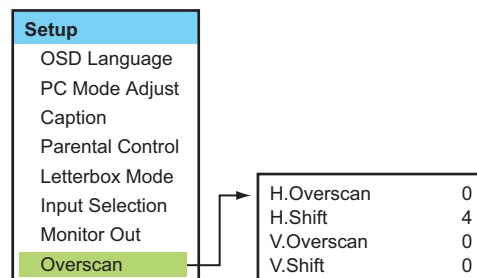 Setup
OSD Language
PC Mode Adjust
Caption
Parental Control
Letterbox Mode
Input Selection
Monitor Out
Overscan
H.Overscan 0
H.Shift 4
V.Overscan 0
V.Shift 0